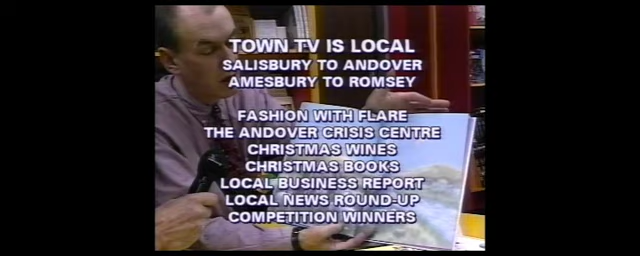 TOWN TV IS LOCAL
SALISBURY TO ANDOVER
AMESBURY TO ROMSEY
FASHION WITH FLARE
THE ANDOVER CRISIS CENTRE
CHRISTMAS WINES
CHRISTMAS BOOKS
LOCAL BUSINESS REPORT
LOCAL NEWS ROUND-UP
COMPETITION WINNERS